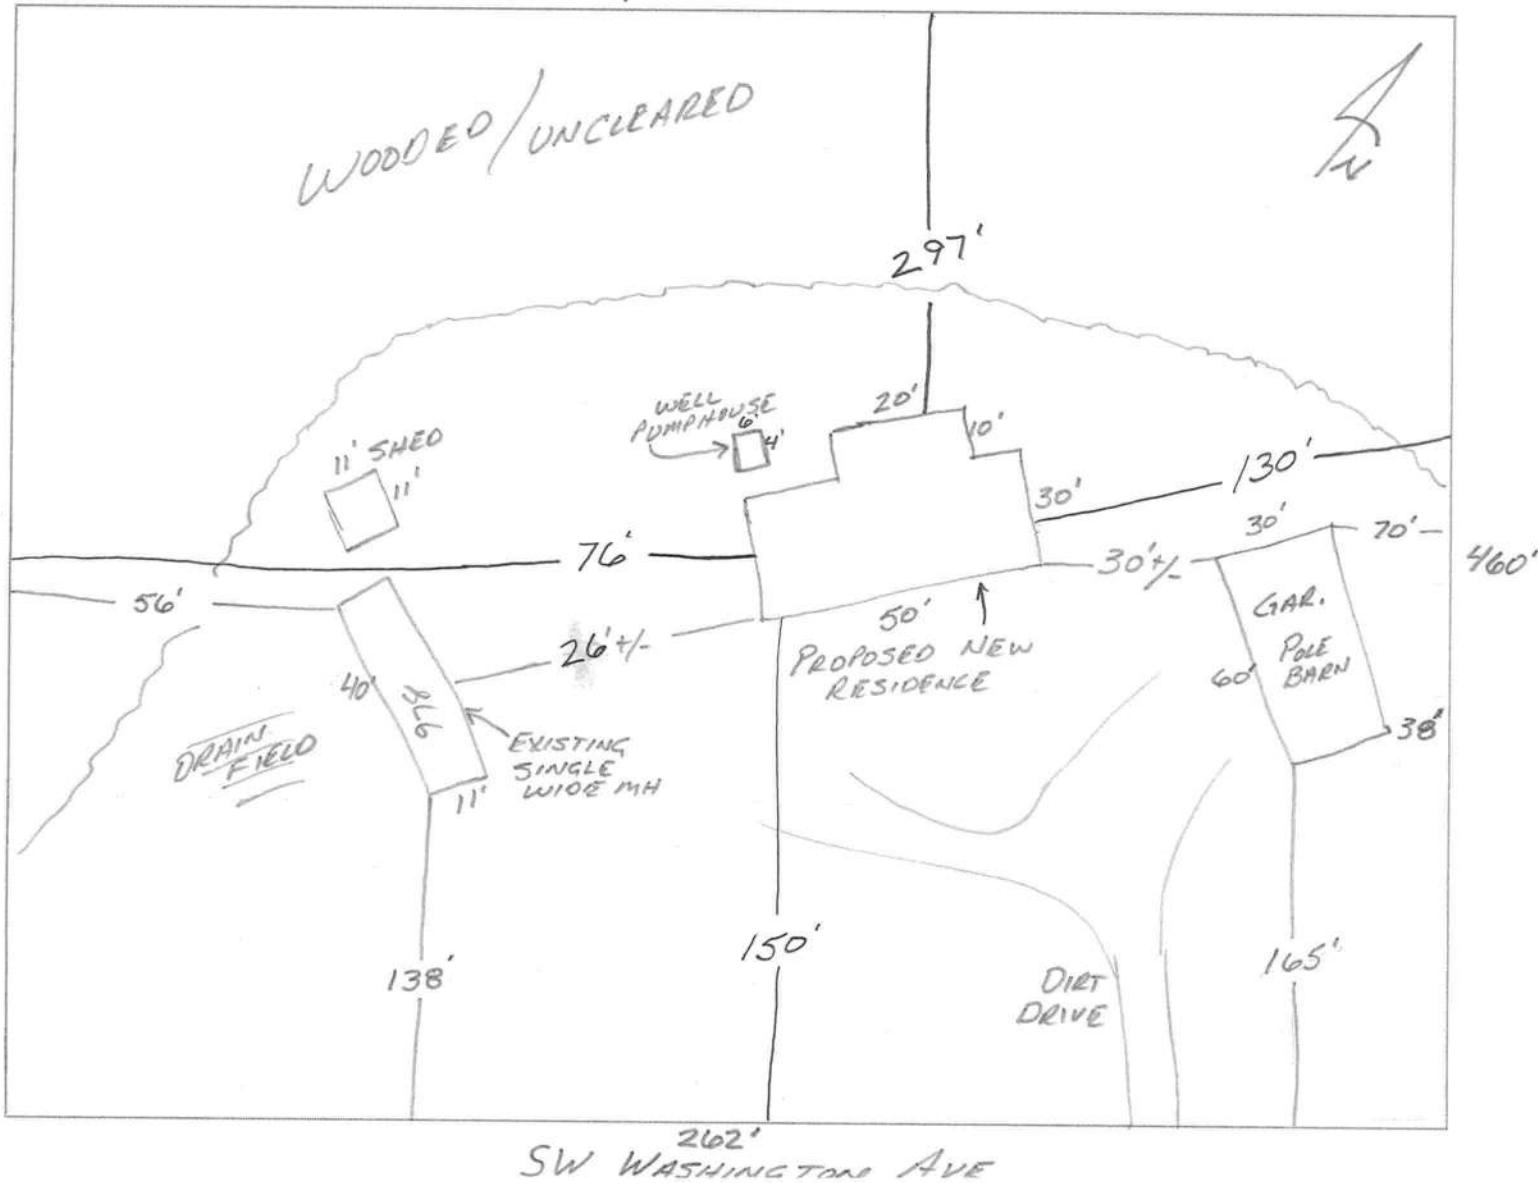 WOODED/UNCLEARED
N
297'
WELL
PUMPHOUSE
6'
4'
20'
10'
11' SHED
11'
130'
30'
30'
70'
76'
30'+/-
460'
56'
50'
GAR.
POLE
BARN
26'+/-
PROPOSED NEW
RESIDENCE
40'
60'
38'
DRAIN
FIELD
EXISTING
SINGLE
WIDE MH
11'
138'
150'
165'
DIRT
DRIVE
262'
SW WASHINGTON AVE